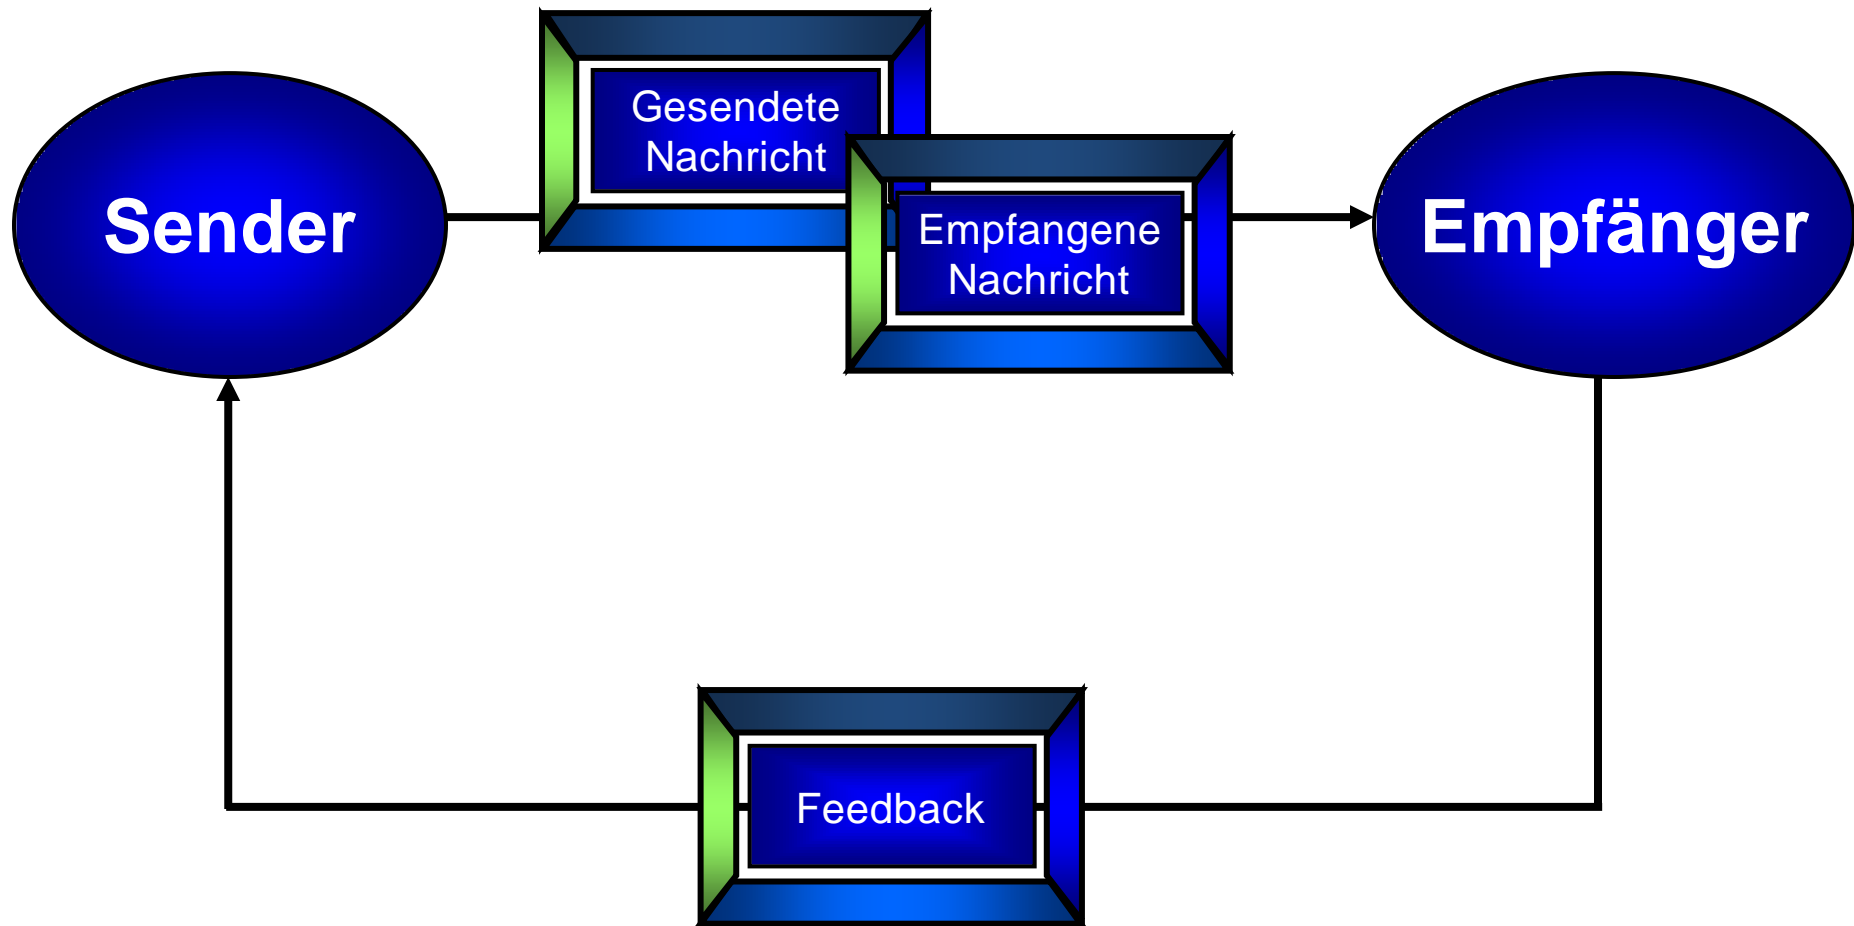 Gesendete
Nachricht
Sender
Empfangene
Nachricht
Empfänger
Feedback